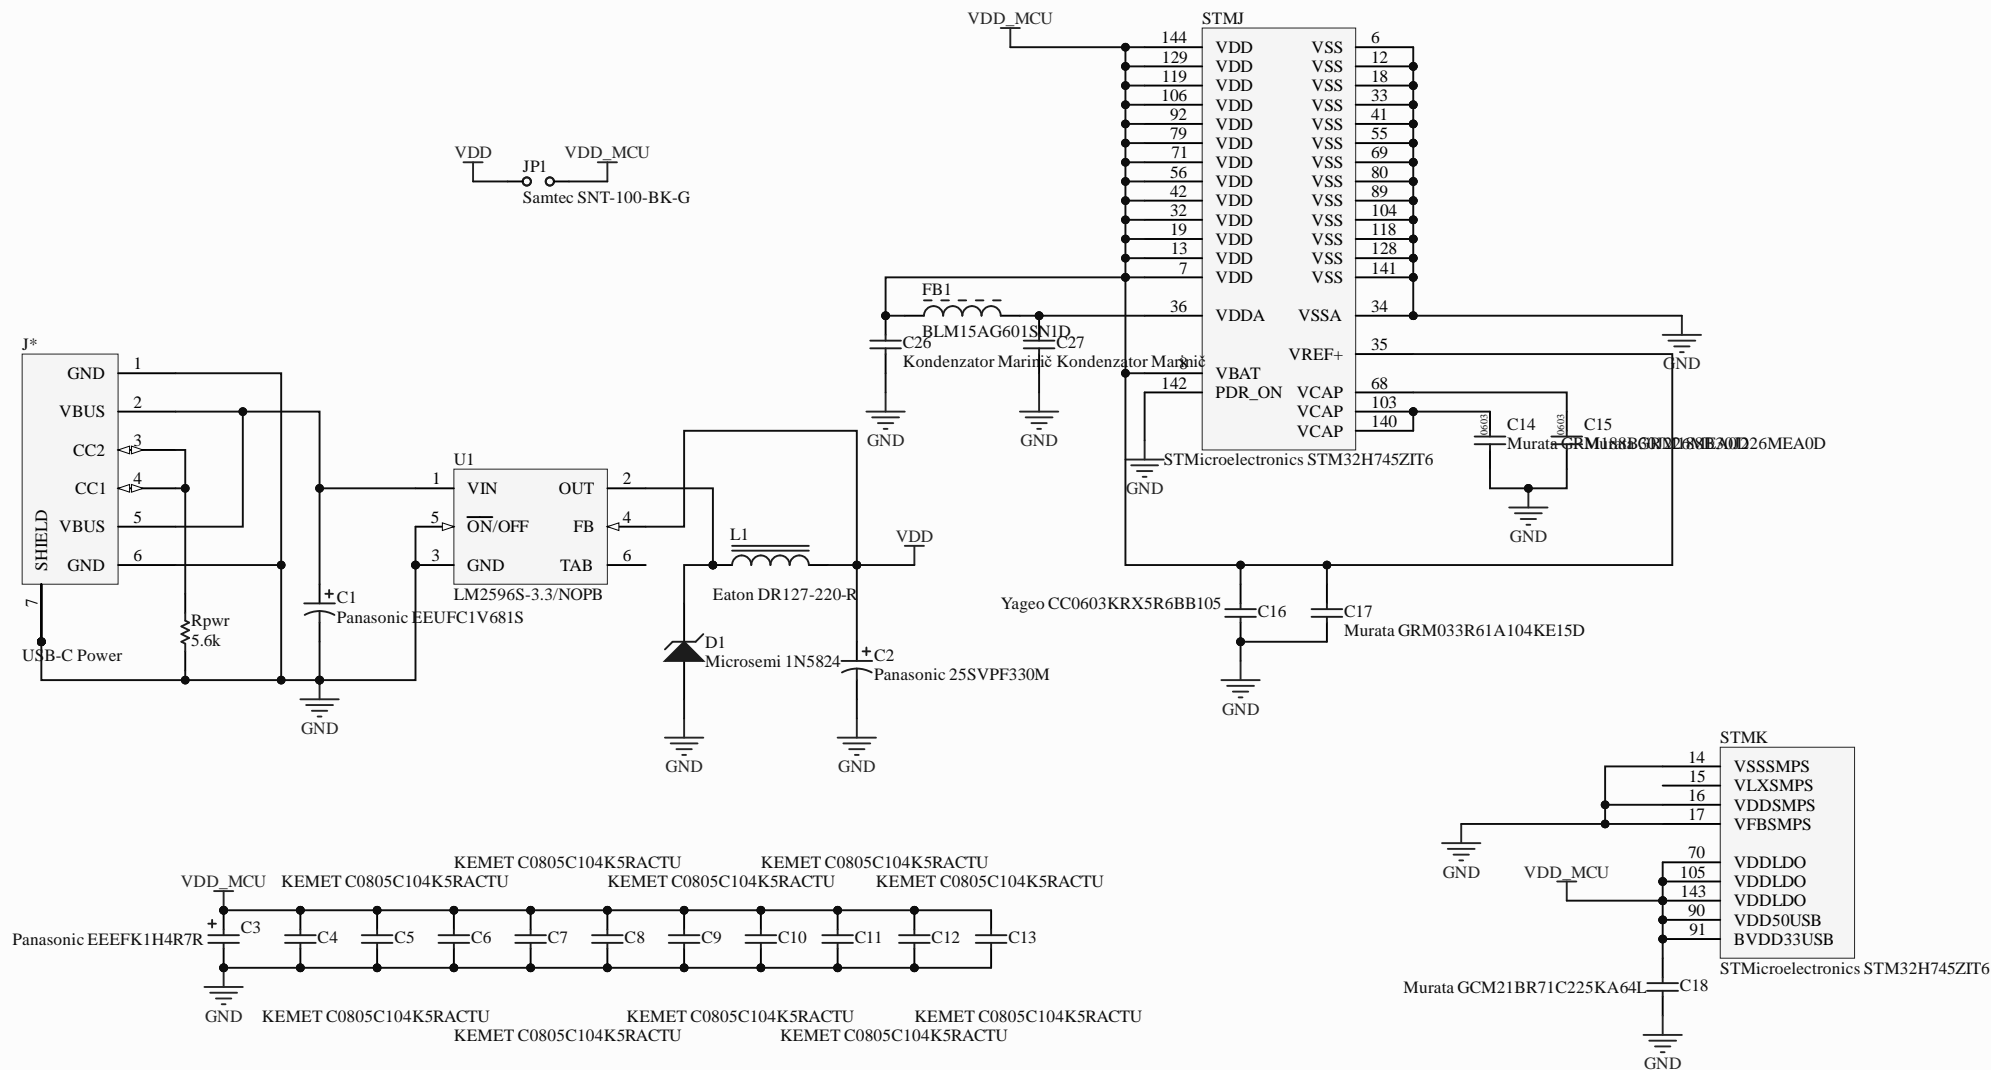 VDD
VDD_MCU
JP1
Samtec SNT-100-BK-G
J*
GND
1
VBUS
2
CC2
3
CC1
4
VBUS
5
GND
6
SHIELD
7
USB-C Power
Rpwr
5.6k
+
C1
Panasonic EEUFC1V681S
GND
U1
1
VIN
OUT
2
5
ON/OFF
FB
4
3
GND
TAB
6
LM2596S-3.3/NOPB
L1
Eaton DR127-220-R
VDD
D1
Microsemi 1N5824
+
C2
Panasonic 25SVPF330M
GND
GND
VDD_MCU
STMJ
144
VDD
VSS
6
129
VDD
VSS
12
119
VDD
VSS
18
106
VDD
VSS
33
92
VDD
VSS
41
79
VDD
VSS
55
71
VDD
VSS
69
56
VDD
VSS
80
42
VDD
VSS
89
32
VDD
VSS
104
19
VDD
VSS
118
13
VDD
VSS
128
7
VDD
VSS
141
36
VDDA
VSSA
34
VREF+
35
8
VBAT
142
PDR_ON
VCAP
68
VCAP
103
VCAP
140
STMicroelectronics STM32H745ZIT6
FB1
BLM15AG601SN1D
C26
Kondenzator Marinič
C27
Kondenzator Marinič
GND
GND
GND
GND
0603
C14
0603
C15
GND
Yageo CC0603KRX5R6BB105
C16
C17
Murata GRM033R61A104KE15D
GND
STMK
14
VSSSMPS
15
VLXSMPS
16
VDDSMPS
17
VFBSMPS
70
VDDLDO
105
VDDLDO
143
VDDLDO
90
VDD50USB
91
BVDD33USB
STMicroelectronics STM32H745ZIT6
GND
VDD_MCU
Murata GCM21BR71C225KA64L
C18
GND
KEMET C0805C104K5RACTU
KEMET C0805C104K5RACTU
VDD_MCU
KEMET C0805C104K5RACTU
KEMET C0805C104K5RACTU
KEMET C0805C104K5RACTU
+
C3
Panasonic EEEFK1H4R7R
C4
C5
C6
C7
C8
C9
C10
C11
C12
C13
GND
KEMET C0805C104K5RACTU
KEMET C0805C104K5RACTU
KEMET C0805C104K5RACTU
KEMET C0805C104K5RACTU
KEMET C0805C104K5RACTU